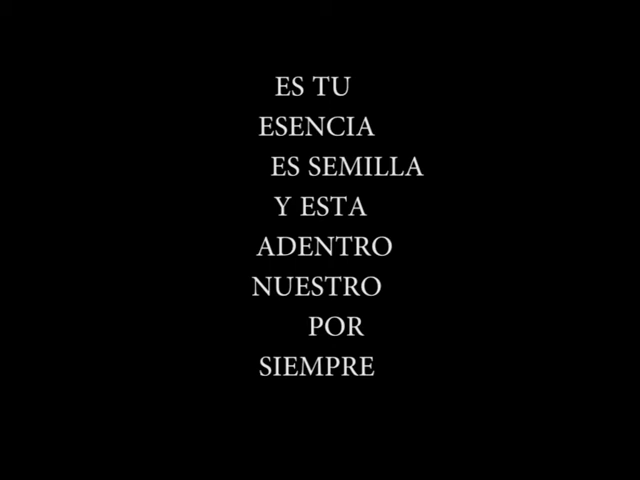 ES TU
ESENCIA
ES SEMILLA
Y ESTA
ADENTRO
NUESTRO
POR
SIEMPRE